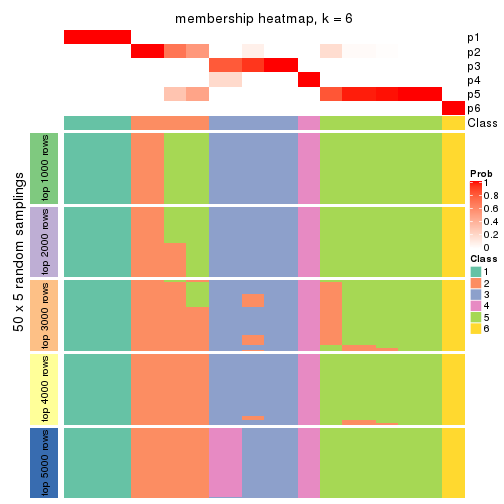 membership heatmap, k = 6
p1
p2
p3
p4
p5
p6
Class
50 x 5 random samplings
top 1000 rows
top 2000 rows
top 3000 rows
top 4000 rows
top 5000 rows
Prob
1
0.8
0.6
0.4
0.2
0
Class
1
2
3
4
5
6